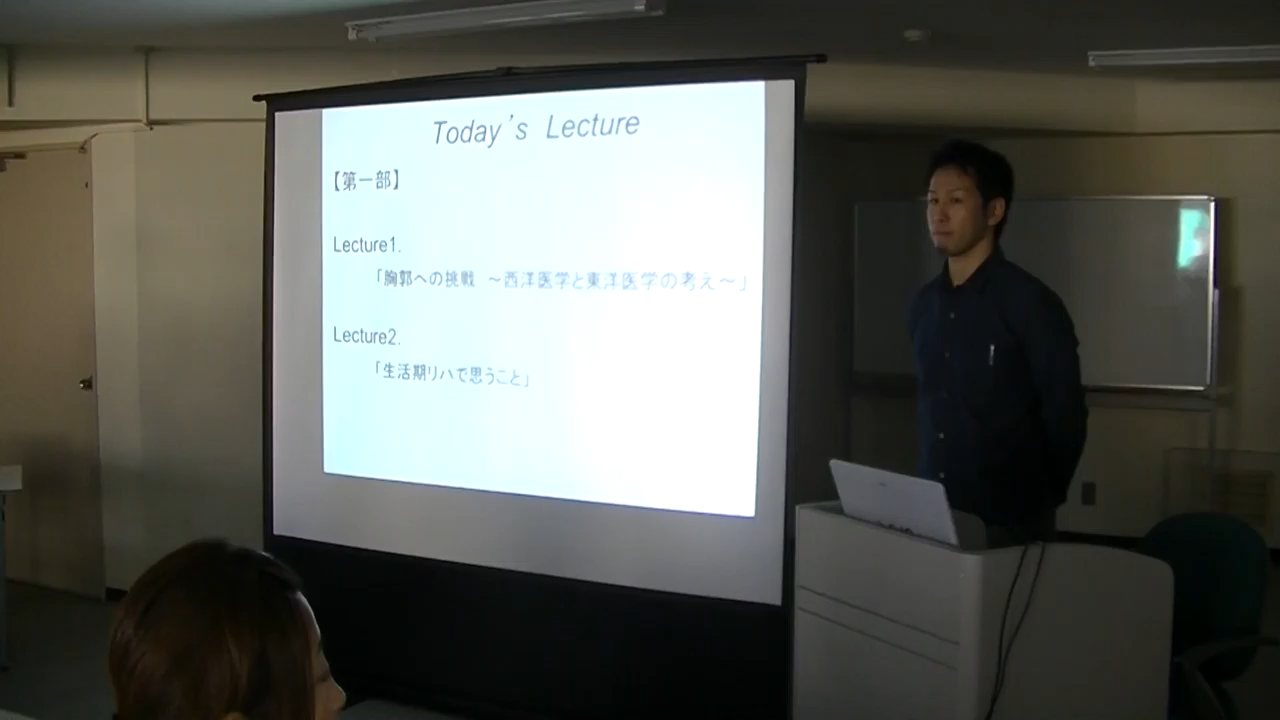 Today's Lecture
【第一部】
Lecture1.
「胸郭への挑戦 ～西洋医学と東洋医学の考え～」
Lecture2.
「生活期リハで思うこと」